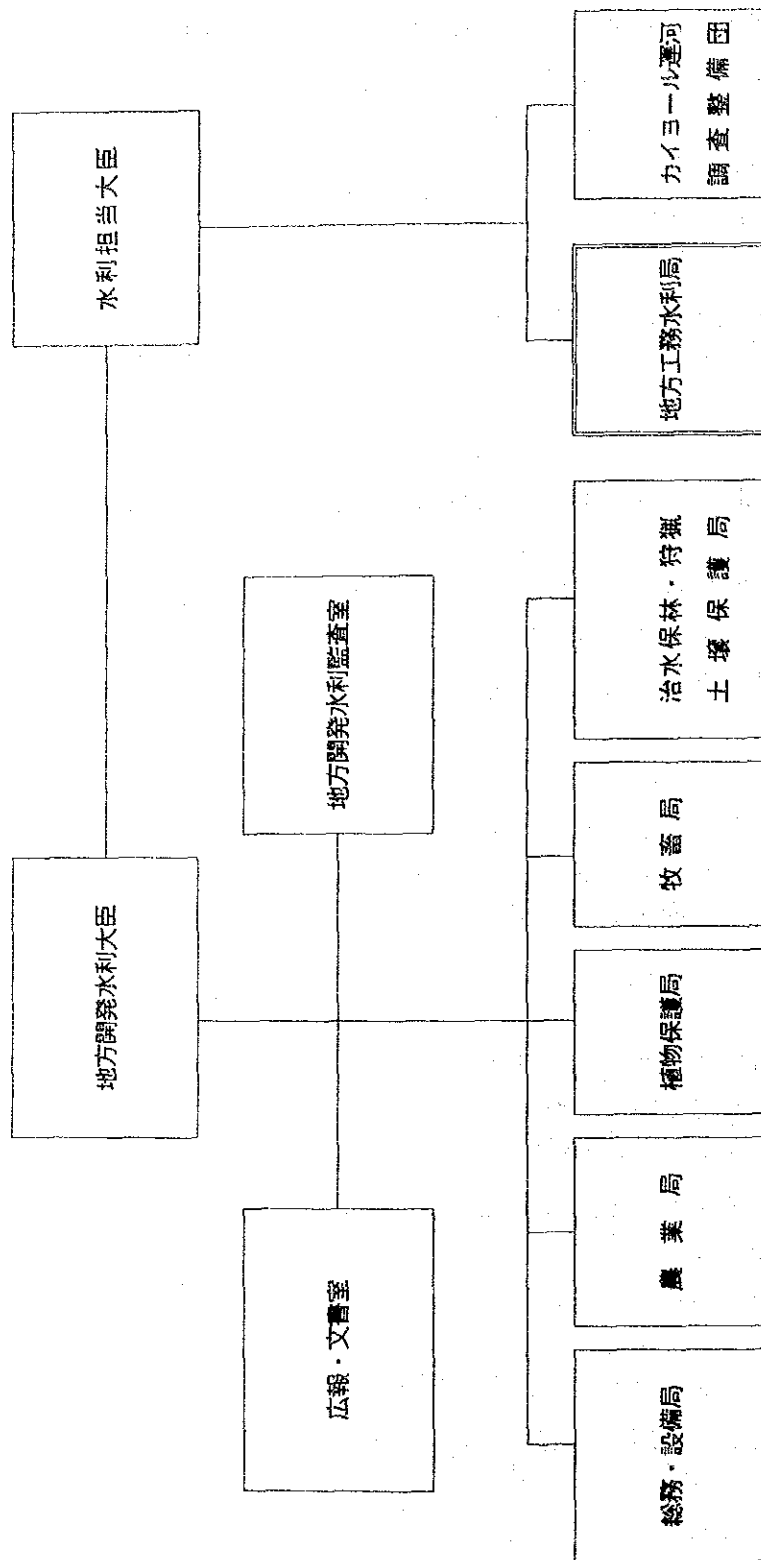 地方開発水利大臣
水利担当大臣
広報・文書室
地方開発水利監査室
総務・設備局
農業局
植物保護局
牧畜局
治水保林・狩猟
土壌保護局
地方工務水利局
カイヨール運河
調査整備団